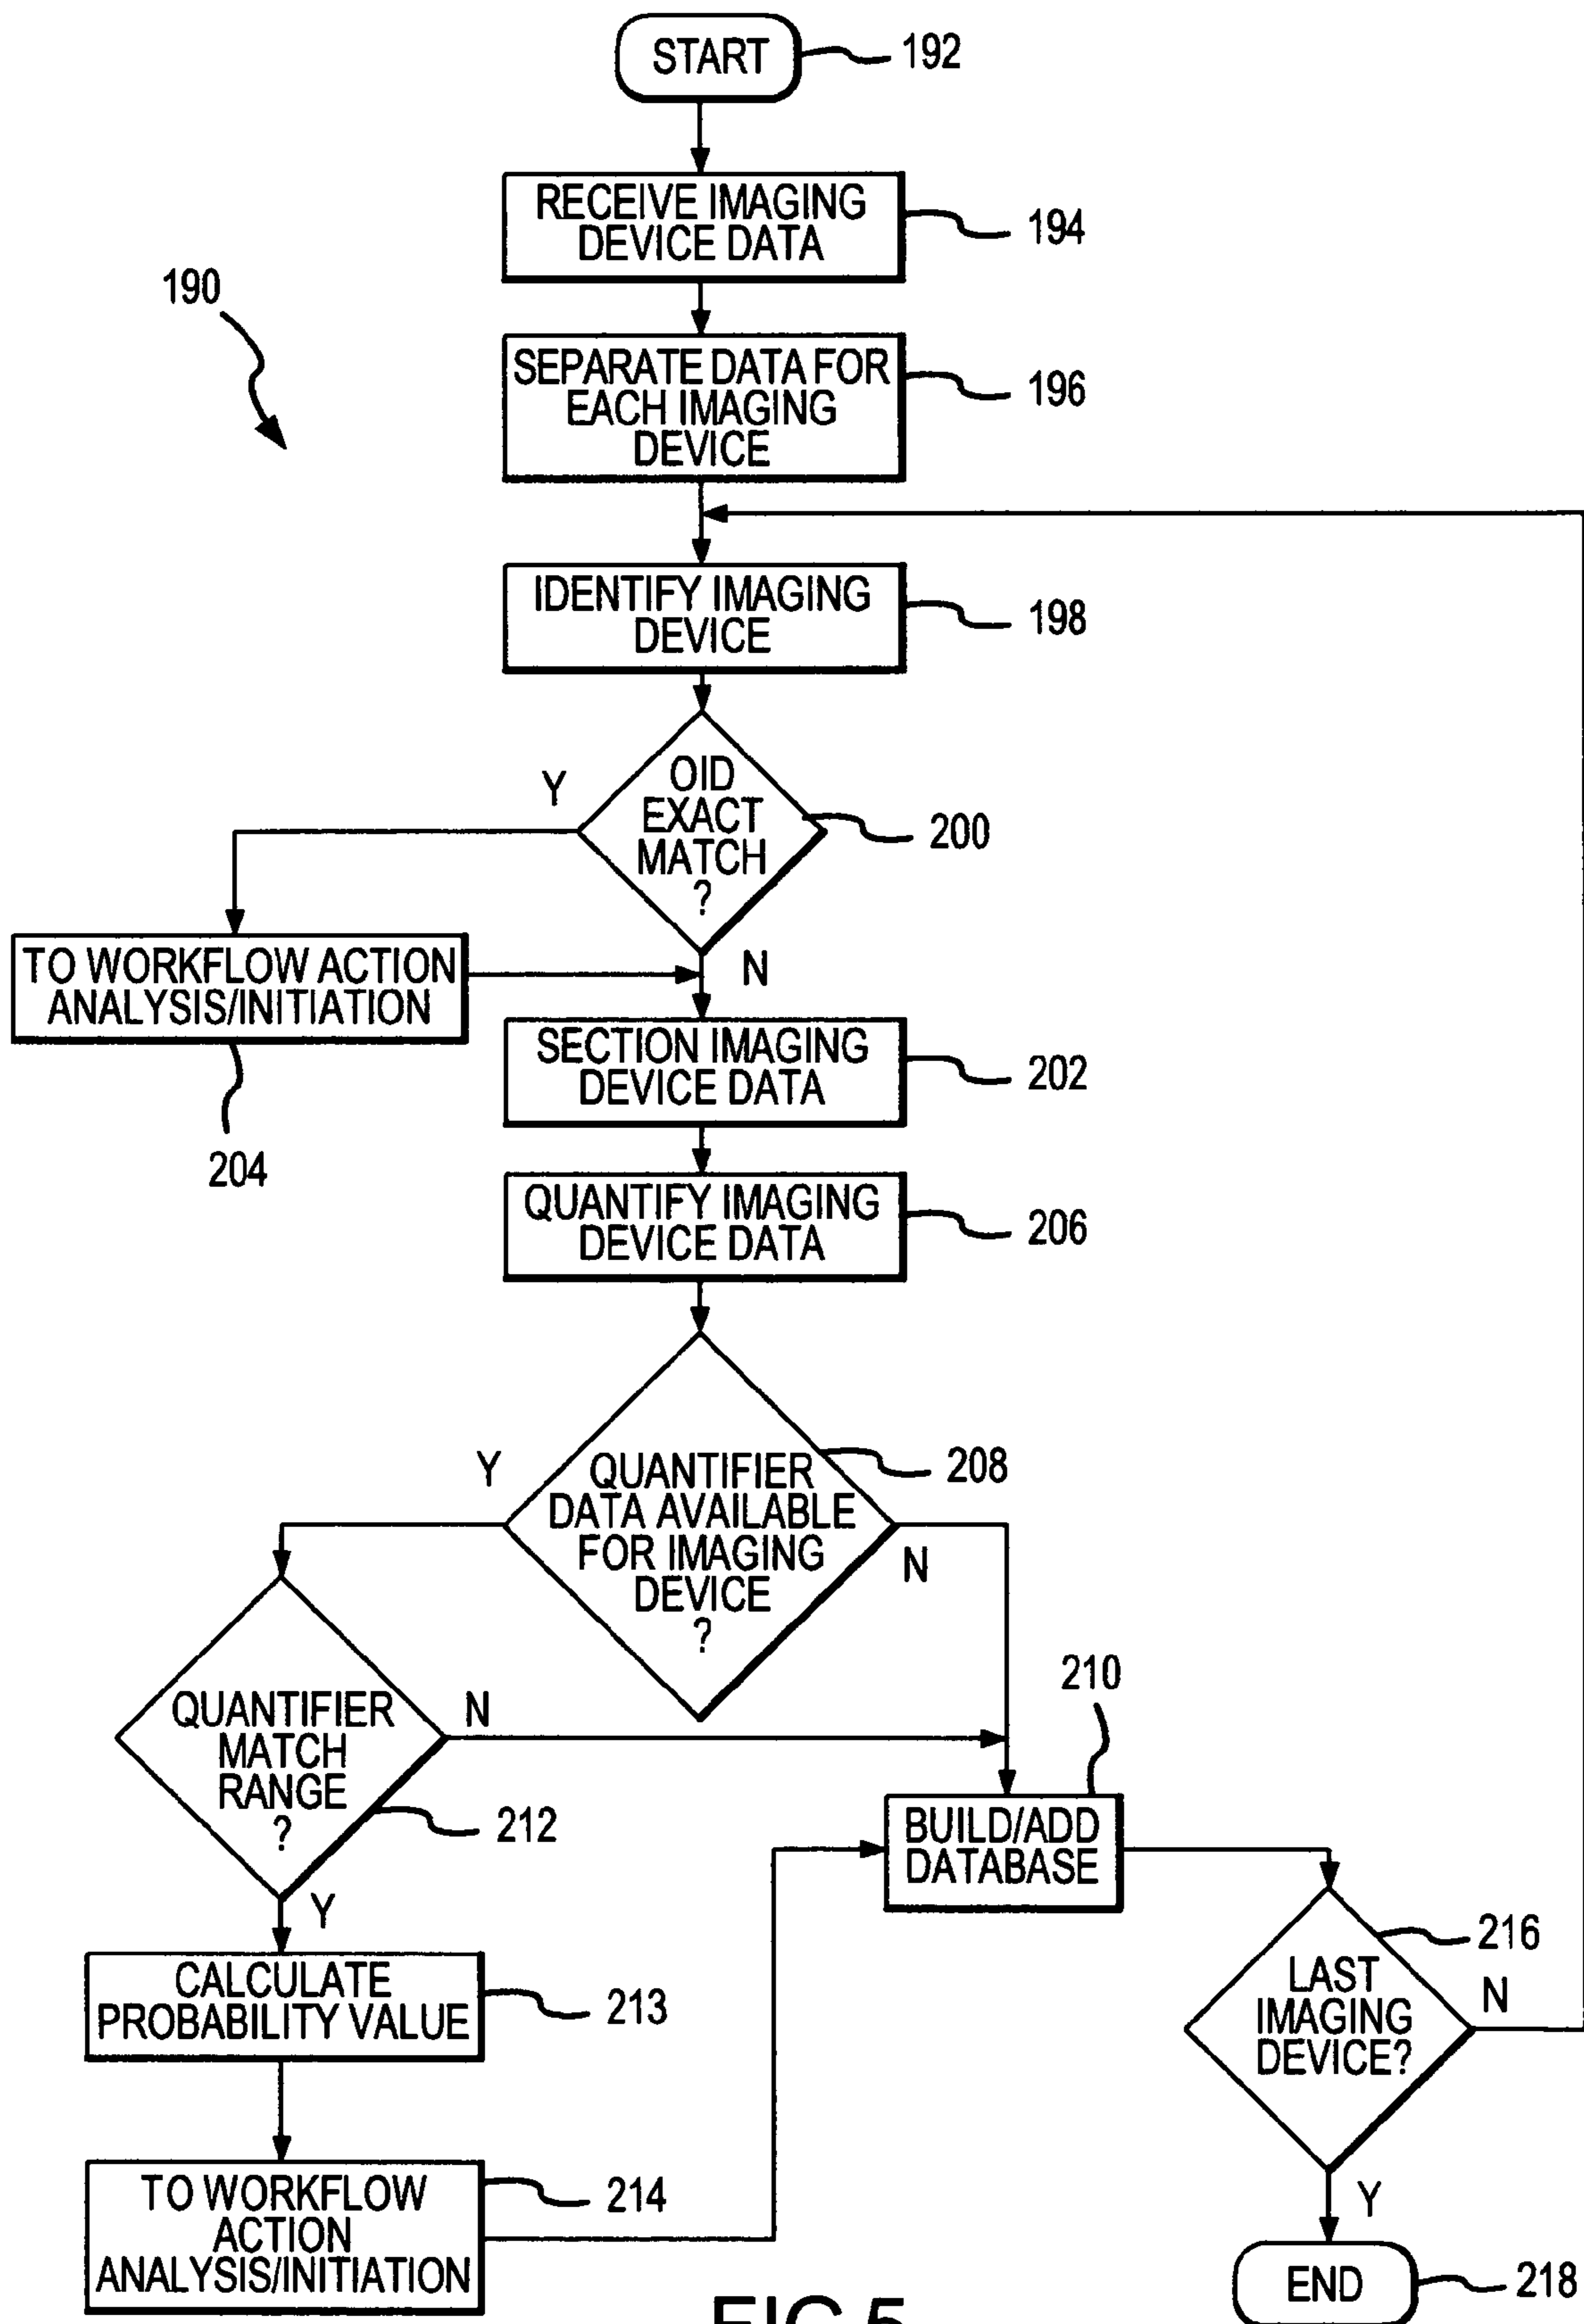 START
192
RECEIVE IMAGING
DEVICE DATA
194
190
SEPARATE DATA FOR
EACH IMAGING
DEVICE
196
IDENTIFY IMAGING
DEVICE
198
OID
EXACT
MATCH
?
Y
200
N
TO WORKFLOW ACTION
ANALYSIS/INITIATION
204
SECTION IMAGING
DEVICE DATA
202
QUANTIFY IMAGING
DEVICE DATA
206
QUANTIFIER
DATA AVAILABLE
FOR IMAGING
DEVICE
?
Y
208
N
QUANTIFIER
MATCH
RANGE
?
N
212
Y
210
BUILD/ADD
DATABASE
CALCULATE
PROBABILITY VALUE
213
LAST
IMAGING
DEVICE?
216
N
Y
TO WORKFLOW
ACTION
ANALYSIS/INITIATION
214
END
218
FIG.5